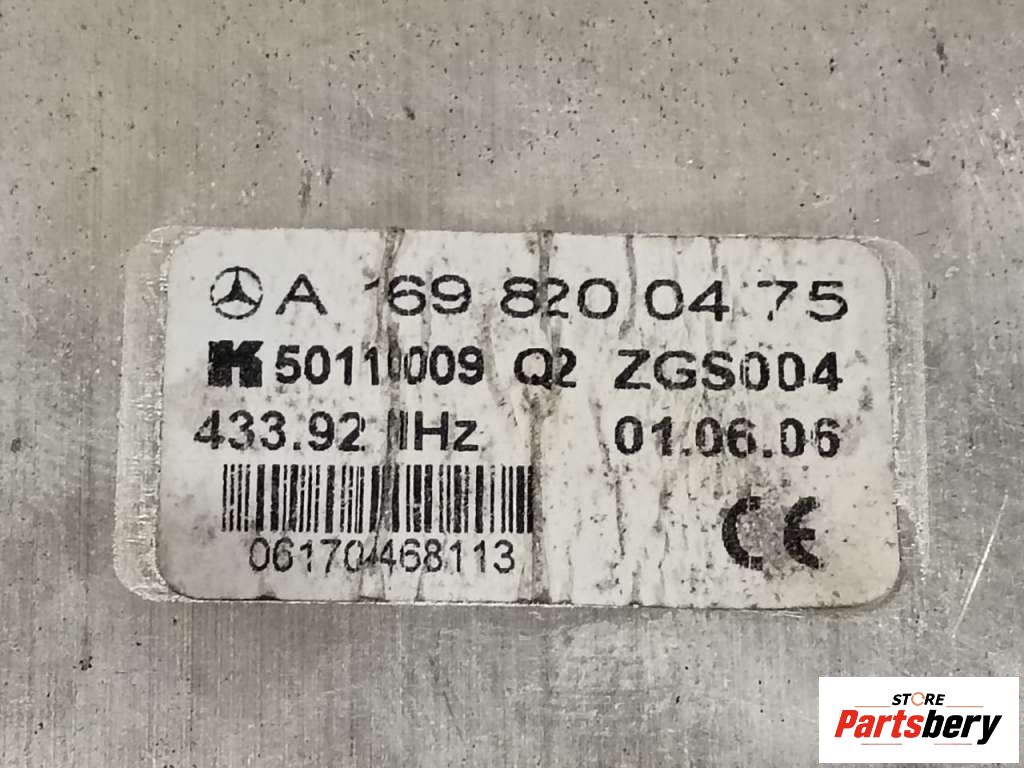 A 169 820 04 75
K 50110009 Q2 ZGS004
433.92 MHz 01.06.06
06170468113
CE
STORE
Partsbery